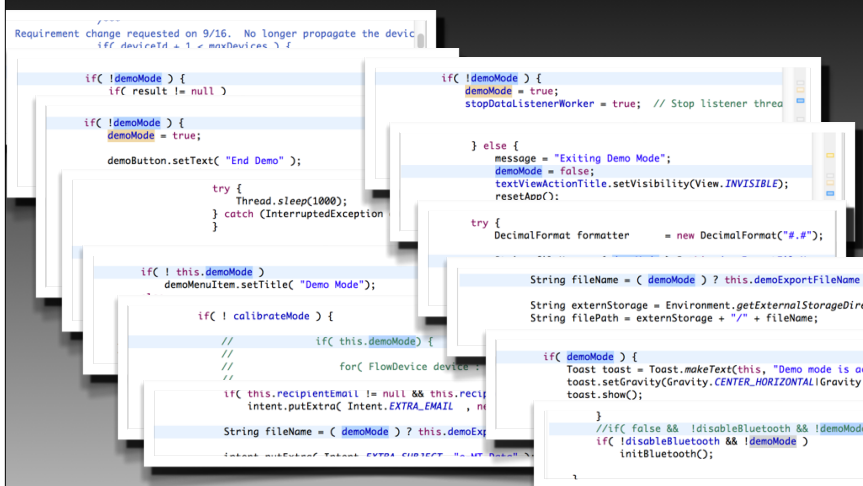 Requirement change requested on 9/16.  No longer propagate the devic
if( deviceId + 1 < maxDevices ) {
if( !demoMode ) {
if( result != null )
if( !demoMode ) {
demoMode = true;
demoButton.setText( "End Demo" );
try {
Thread.sleep(1000);
} catch (InterruptedException
}
if( ! this.demoMode )
demoMenuItem.setTitle( "Demo Mode");
if( ! calibrateMode ) {
//              if( this.demoMode) {
//
//                  for( FlowDevice device :
//
if( this.recipientEmail != null && this.recip
intent.putExtra( Intent.EXTRA_EMAIL  , ne
String fileName = ( demoMode ) ? this.demoExp
if( !demoMode ) {
demoMode = true;
stopDataListenerWorker = true;  // Stop listener threa
} else {
message = "Exiting Demo Mode";
demoMode = false;
textViewActionTitle.setVisibility(View.INVISIBLE);
resetApp();
try {
DecimalFormat formatter      = new DecimalFormat("#.#");
String fileName = ( demoMode ) ? this.demoExportFileName
String externStorage = Environment.getExternalStorageDire
String filePath = externStorage + "/" + fileName;
if( demoMode ) {
Toast toast = Toast.makeText(this, "Demo mode is ac
toast.setGravity(Gravity.CENTER_HORIZONTAL|Gravity
toast.show();
}
//if( false &&  !disableBluetooth && !demoMode
if( !disableBluetooth && !demoMode )
initBluetooth();
}